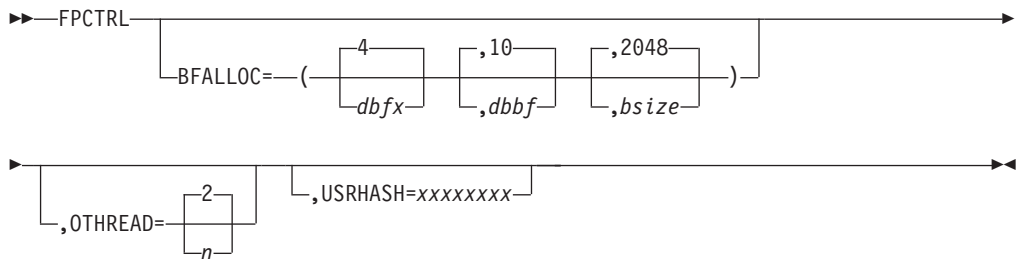 FPCTRL
4 ,10 ,2048
BFALLOC= ( )
dbfx ,dbbf ,bsize
2 ,USRHASH=xxxxxxxx
,OTHREAD=
n